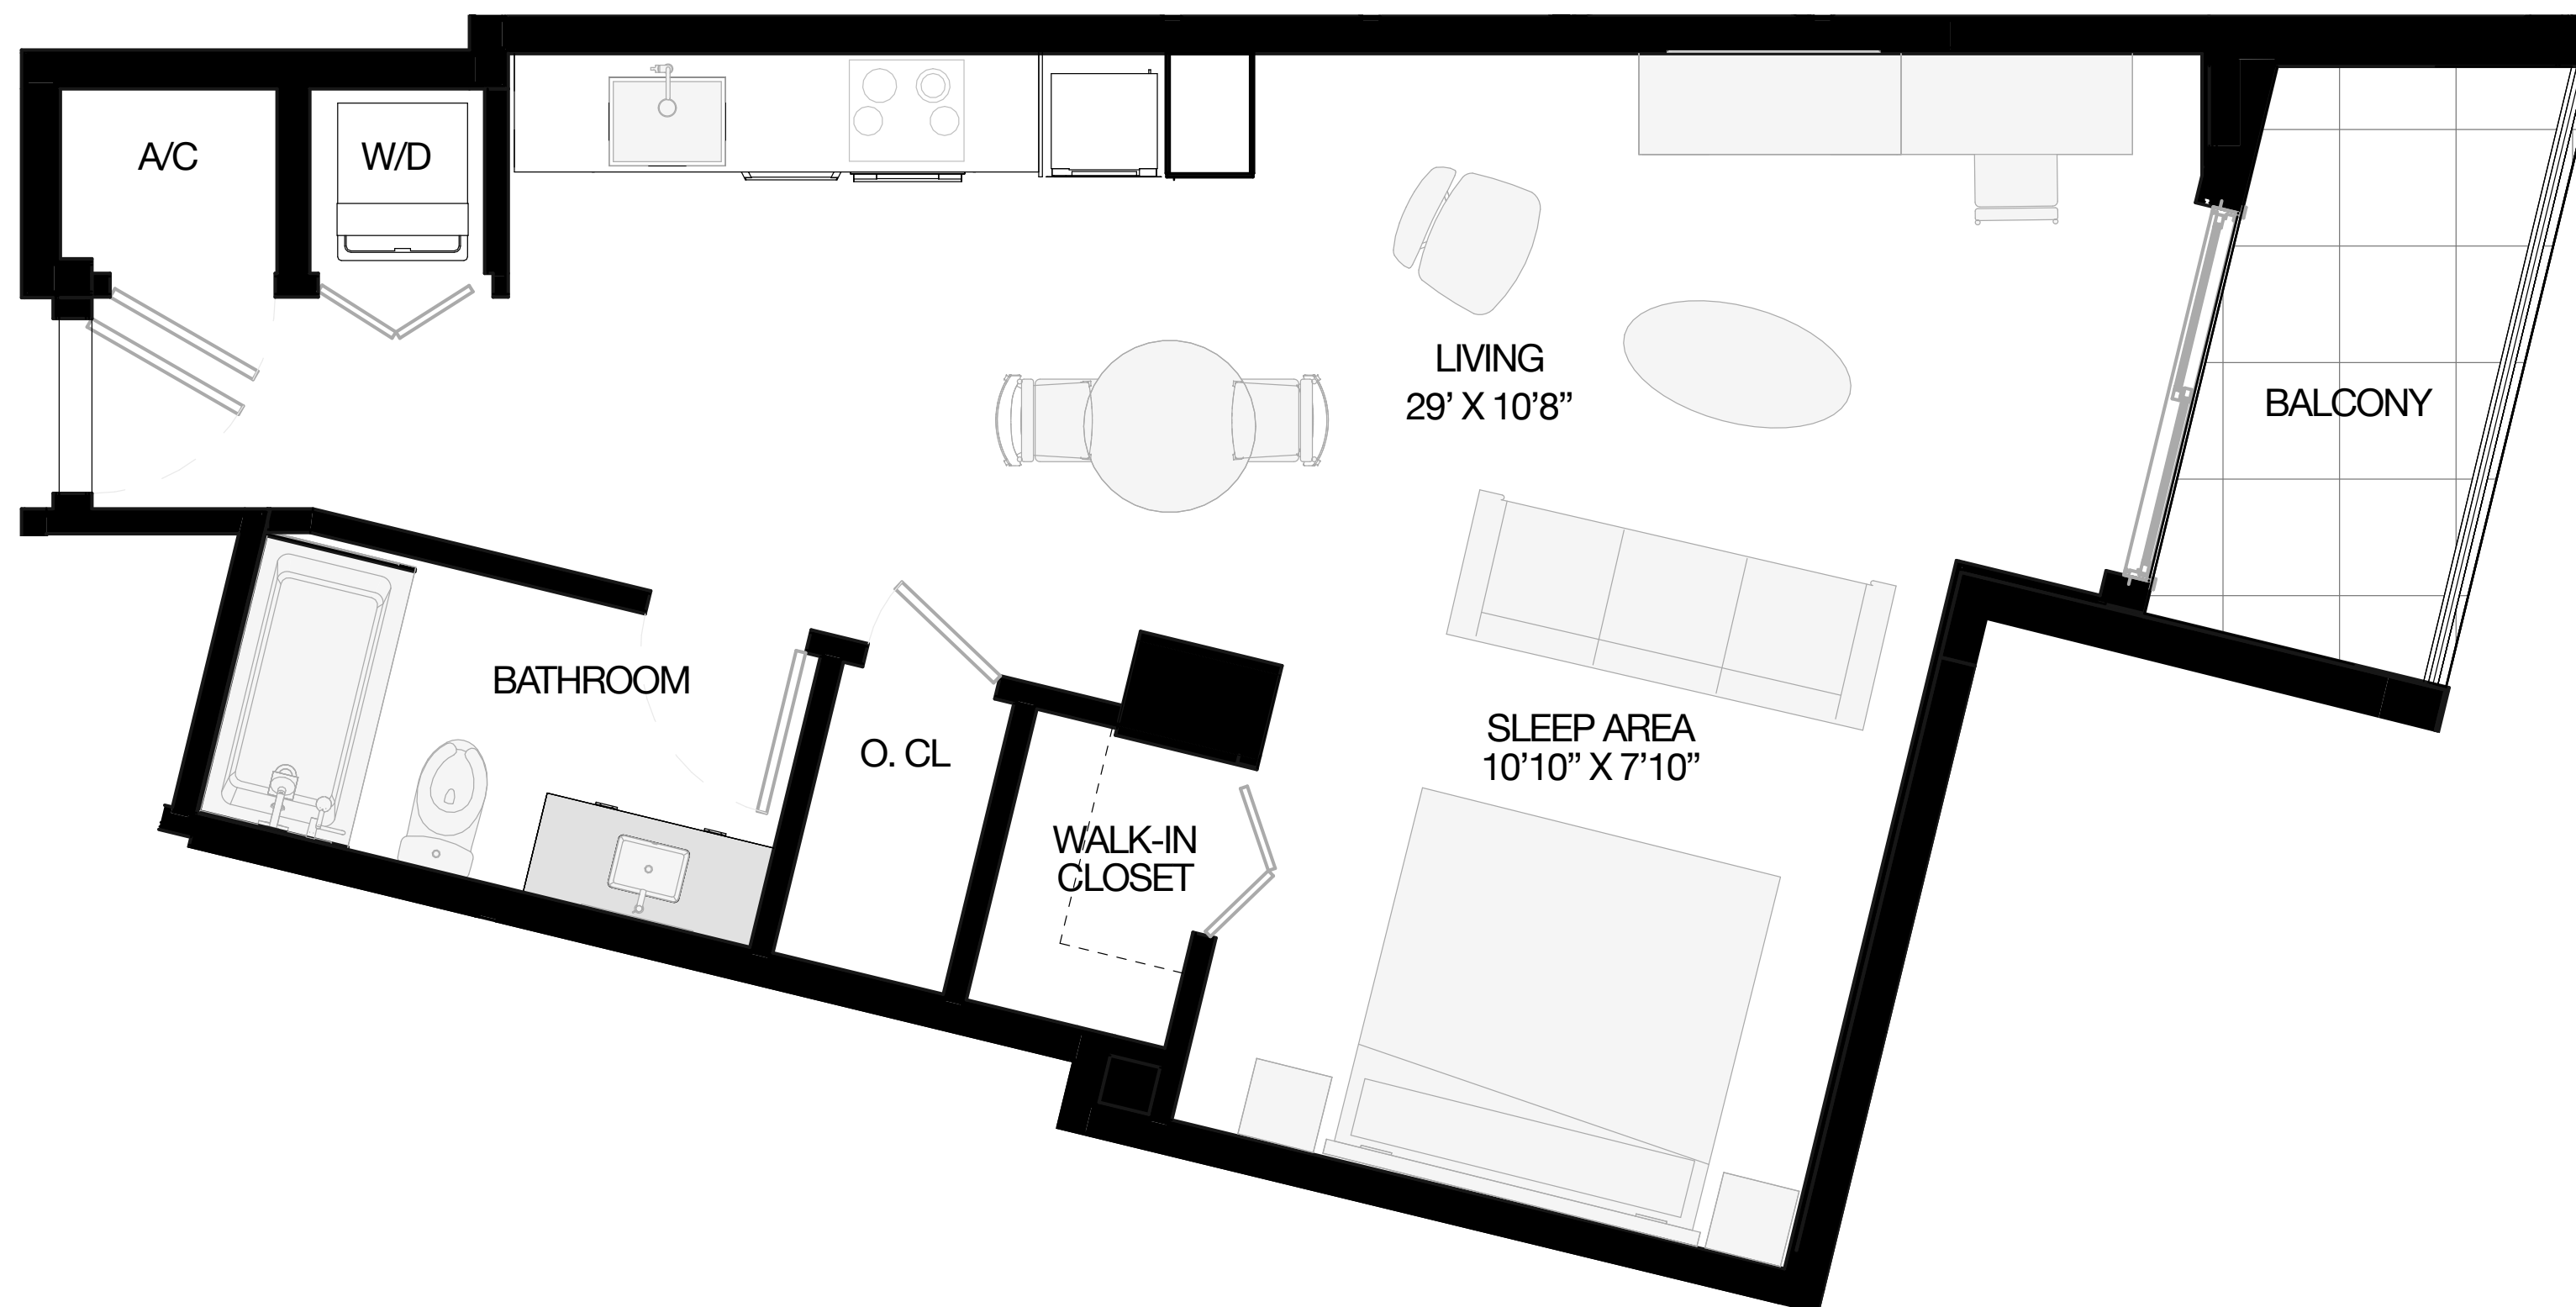 A/C
W/D
LIVING
29’ X 10’8”
BALCONY
BATHROOM
O. CL
SLEEP AREA
10’10” X 7’10”
WALK-IN
CLOSET